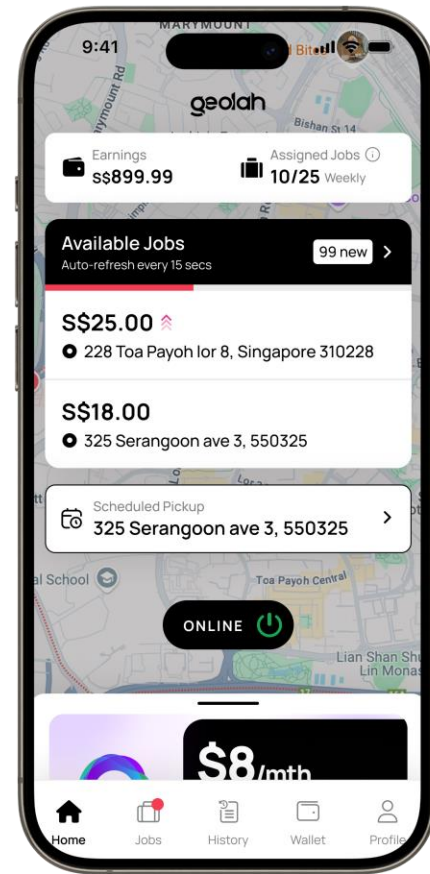 MARYMOUNT
9:41
Bites
ymount Rd
geolah
Bishan St 14
Earnings
S$899.99
Assigned Jobs
10/25 Weekly
Available Jobs
Auto-refresh every 15 secs
99 new
S$25.00
228 Toa Payoh lor 8, Singapore 310228
S$18.00
325 Serangoon ave 3, 550325
Scheduled Pickup
325 Serangoon ave 3, 550325
al School
Toa Payoh Central
ONLINE
Lian Shan Shu
Lin Monas
$8/mth
Home
Jobs
History
Wallet
Profile